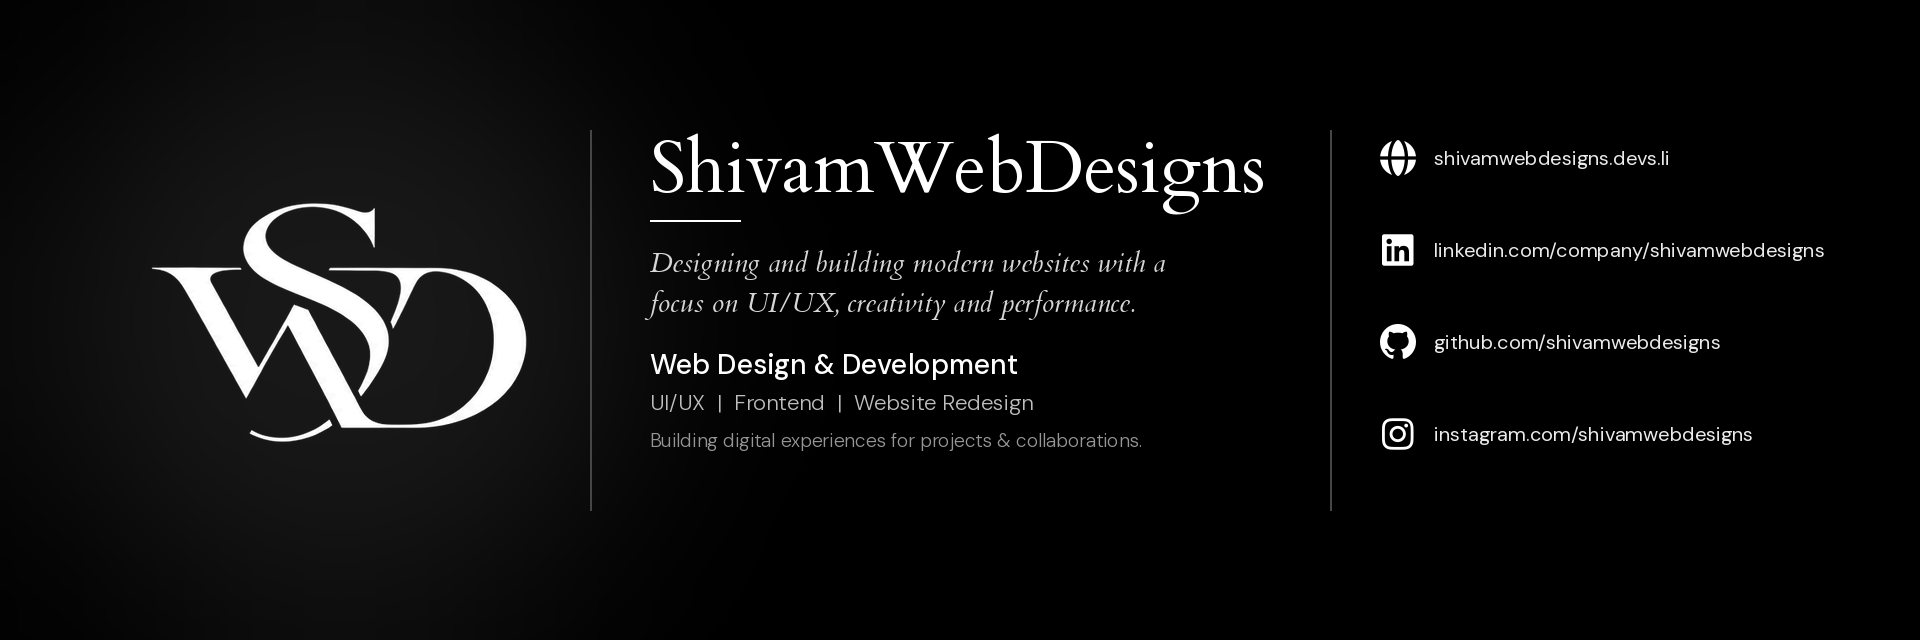 SWD
ShivamWebDesigns
Designing and building modern websites with a
focus on UI/UX, creativity and performance.
Web Design & Development
UI/UX | Frontend | Website Redesign
Building digital experiences for projects & collaborations.
shivamwebdesigns.devs.li
in linkedin.com/company/shivamwebdesigns
github.com/shivamwebdesigns
instagram.com/shivamwebdesigns